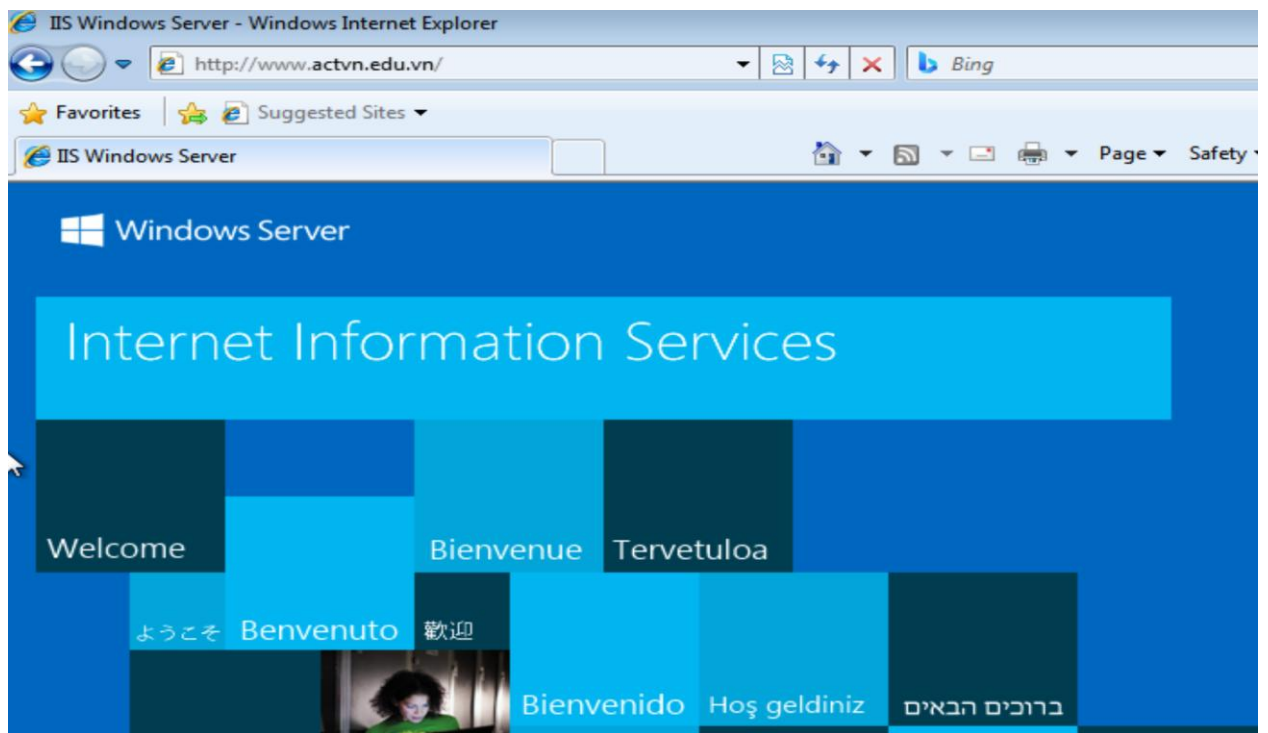 IIS Windows Server - Windows Internet Explorer
http://www.actvn.edu.vn/
Bing
Favorites
Suggested Sites
IIS Windows Server
Page
Safety
Windows Server
Internet Information Services
Welcome
Bienvenue
Tervetuloa
ようこそ
Benvenuto
歡迎
Bienvenido
Hoş geldiniz
ברוכים הבאים